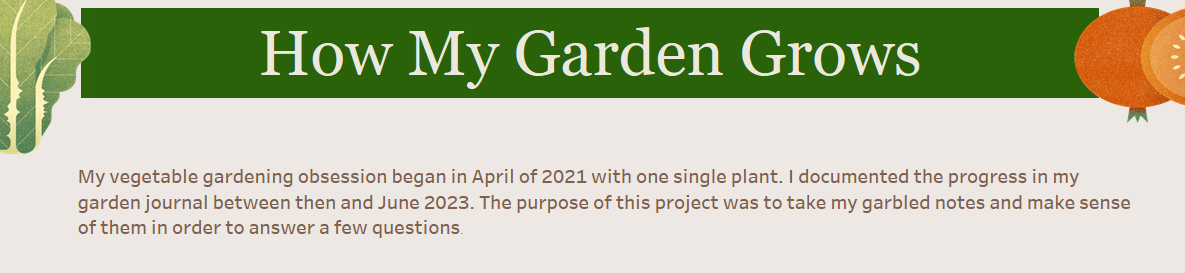 How My Garden Grows
My vegetable gardening obsession began in April of 2021 with one single plant. I documented the progress in my
garden journal between then and June 2023. The purpose of this project was to take my garbled notes and make sense
of them in order to answer a few questions.